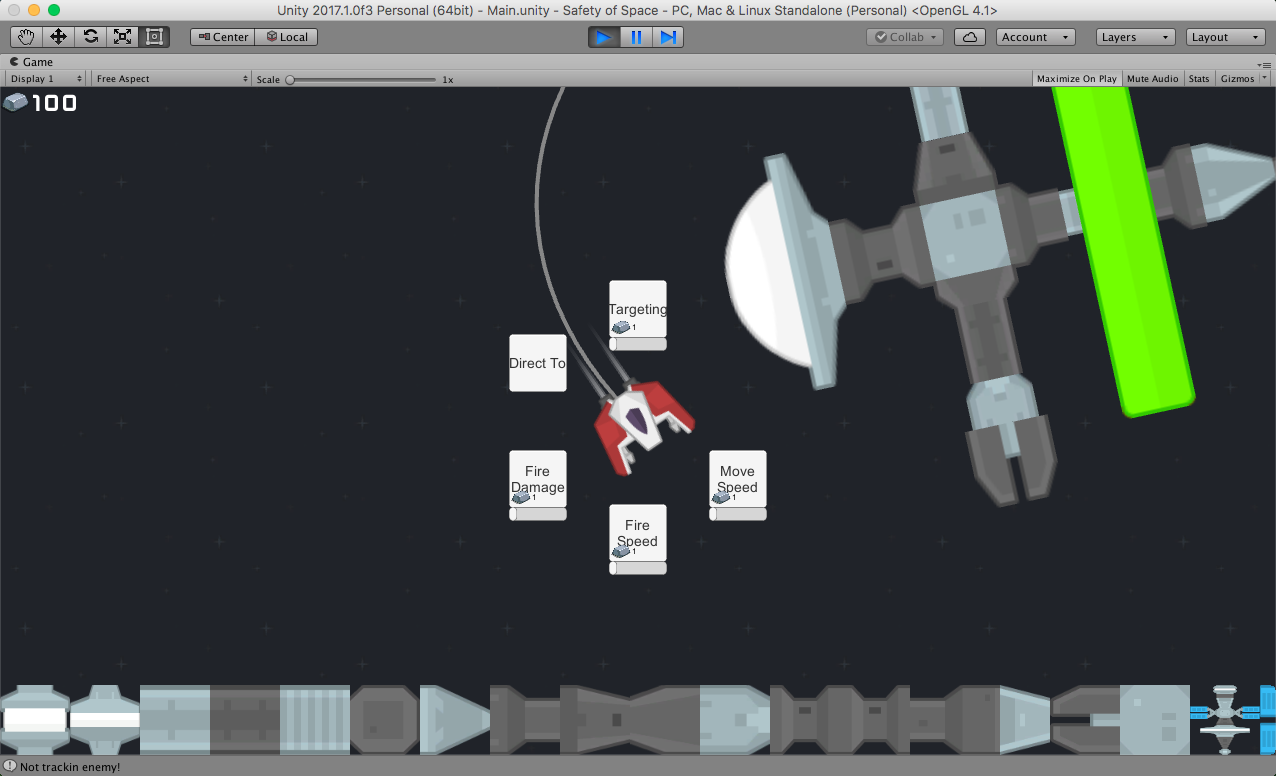 Unity 2017.1.0f3 Personal (64bit) - Main.unity - Safety of Space - PC, Mac & Linux Standalone (Personal) <OpenGL 4.1>
Center Local Collab Account Layers Layout
Game
Display 1 Free Aspect Scale 1x Maximize On Play Mute Audio Stats Gizmos
100
Targeting
1
Direct To
Fire
Damage
1
Move
Speed
1
Fire
Speed
1
Not trackin enemy!